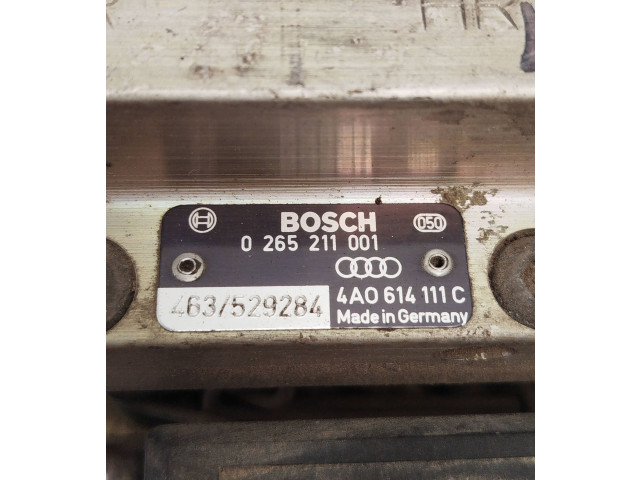 BOSCH
050
0 265 211 001
463/529284
4A0 614 111 C
Made in Germany